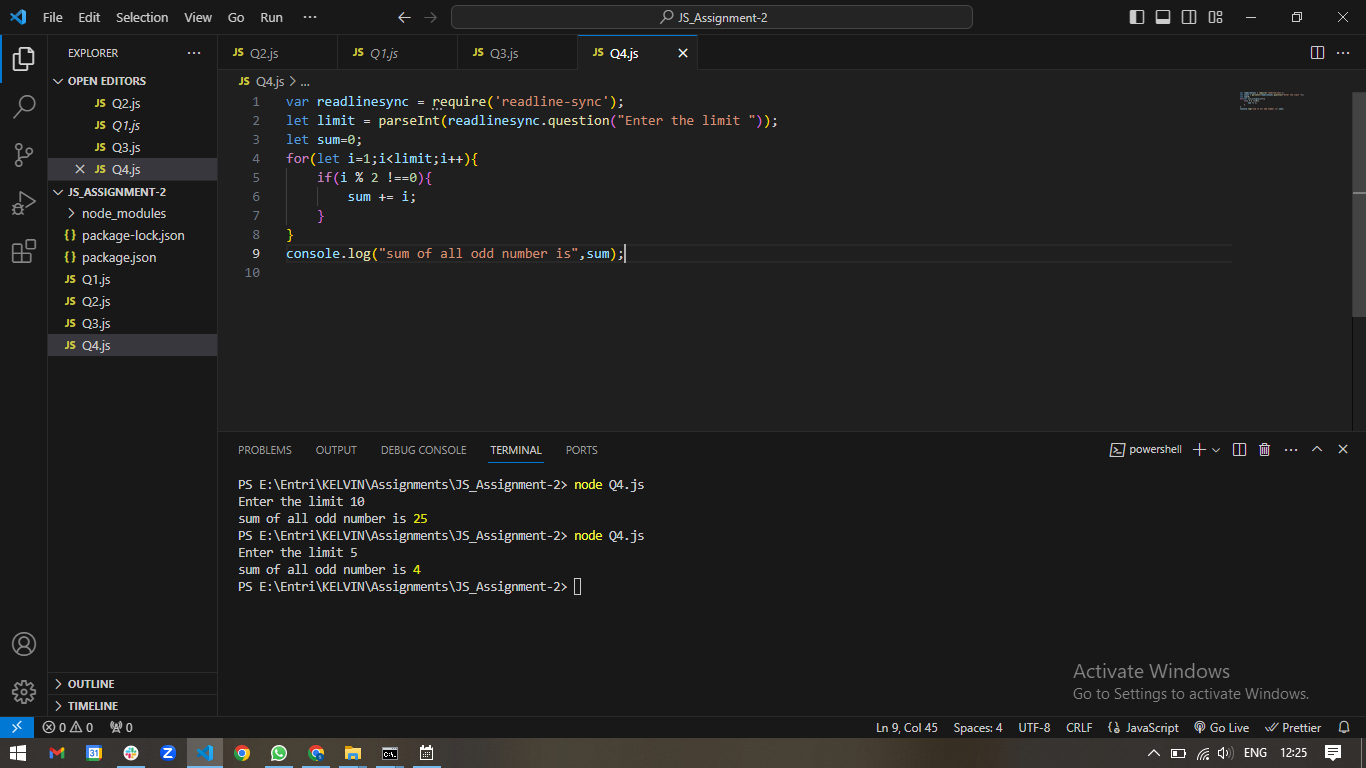 File Edit Selection View Go Run ··· JS_Assignment-2
EXPLORER ···
OPEN EDITORS
JS Q2.js
JS Q1.js
JS Q3.js
JS Q4.js
JS_ASSIGNMENT-2
node_modules
{} package-lock.json
{} package.json
JS Q1.js
JS Q2.js
JS Q3.js
JS Q4.js
OUTLINE
TIMELINE
JS Q2.js JS Q1.js JS Q3.js JS Q4.js
JS Q4.js > ...
1 var readlinesync = require('readline-sync');
2 let limit = parseInt(readlinesync.question("Enter the limit "));
3 let sum=0;
4 for(let i=1;i<limit;i++){
5 if(i % 2 !==0){
6 sum += i;
7 }
8 }
9 console.log("sum of all odd number is",sum);
10
PROBLEMS OUTPUT DEBUG CONSOLE TERMINAL PORTS powershell
PS E:\Entri\KELVIN\Assignments\JS_Assignment-2> node Q4.js
Enter the limit 10
sum of all odd number is 25
PS E:\Entri\KELVIN\Assignments\JS_Assignment-2> node Q4.js
Enter the limit 5
sum of all odd number is 4
PS E:\Entri\KELVIN\Assignments\JS_Assignment-2>
Activate Windows
Go to Settings to activate Windows.
0 0 0 Ln 9, Col 45 Spaces: 4 UTF-8 CRLF {} JavaScript Go Live Prettier
31 Z ENG 12:25